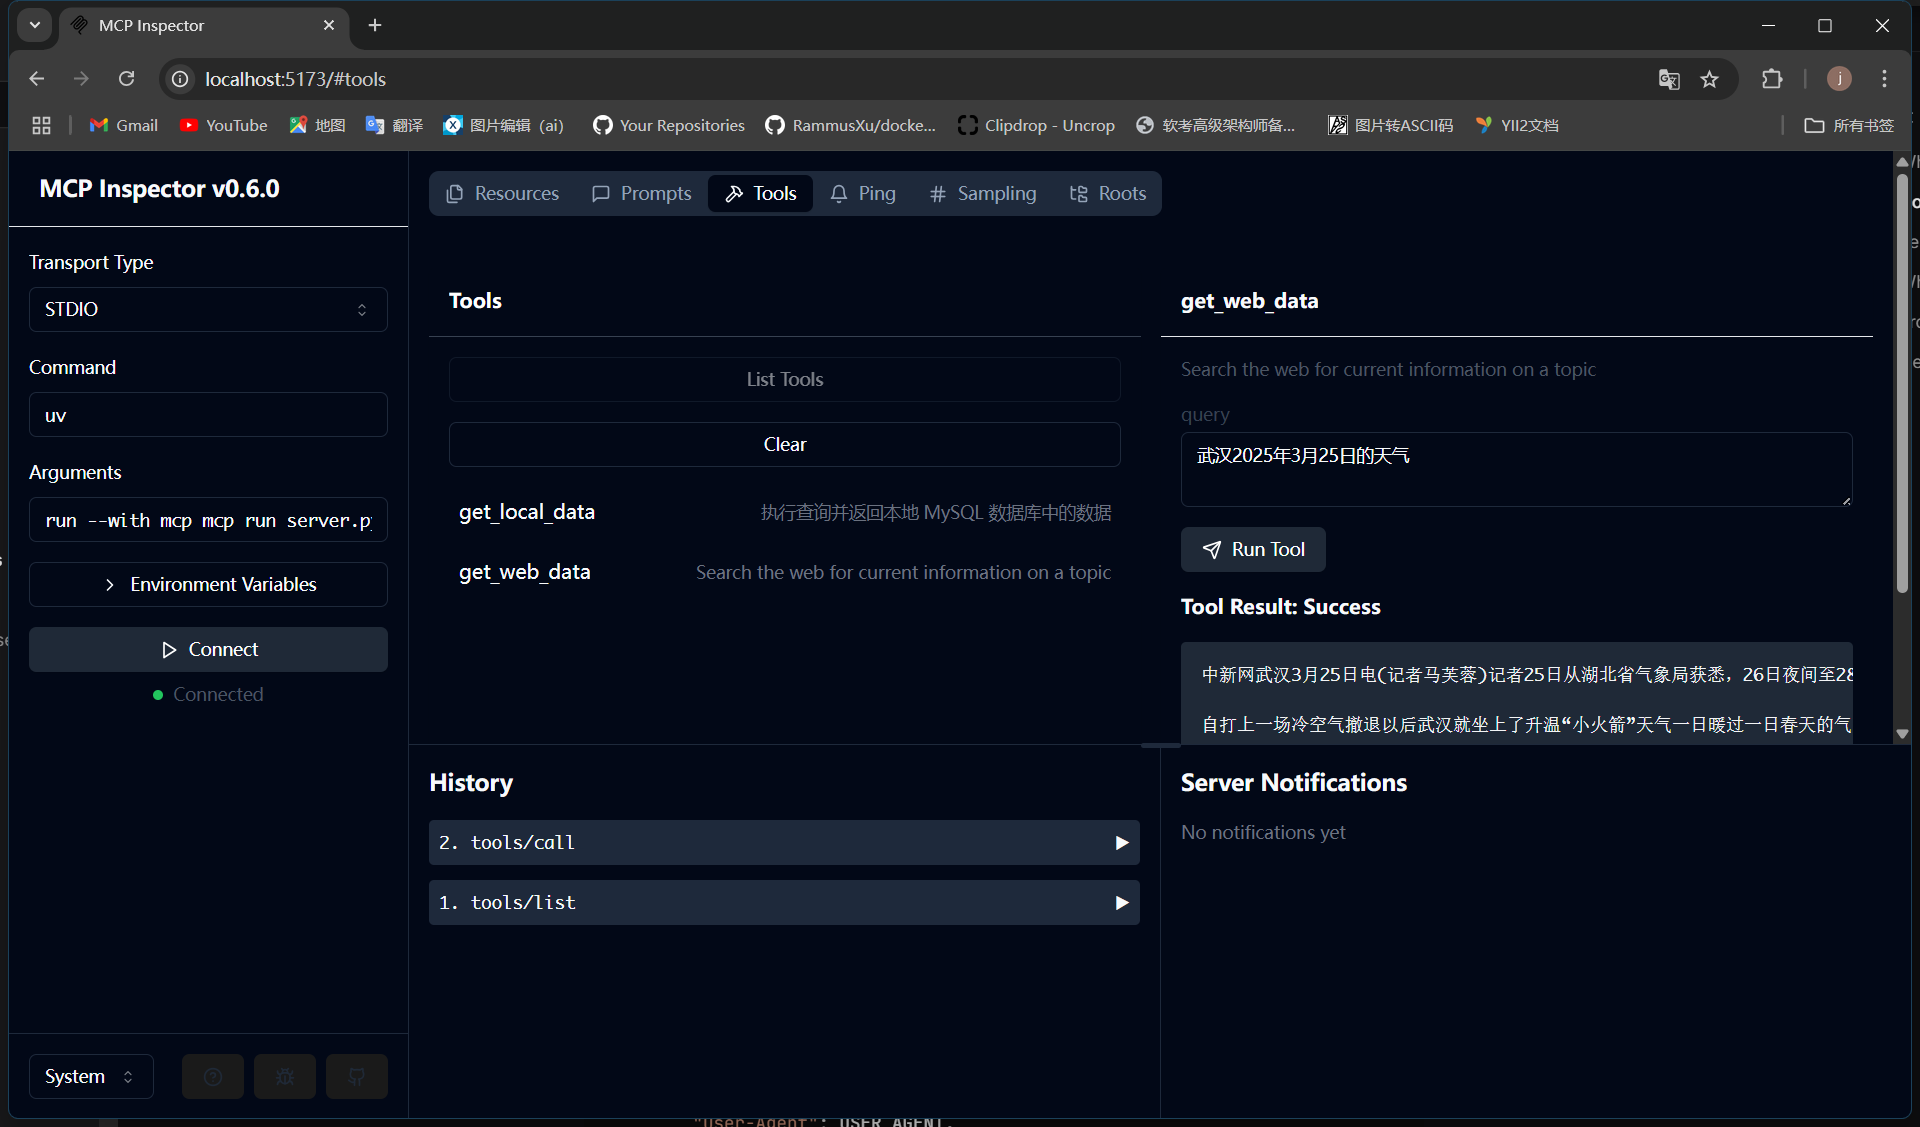 MCP Inspector
localhost:5173/#tools
Gmail
YouTube
地图
翻译
图片编辑（ai）
Your Repositories
RammusXu/docke...
Clipdrop - Uncrop
软考高级架构师备...
图片转ASCII码
YII2文档
所有书签
MCP Inspector v0.6.0
Transport Type
STDIO
Command
uv
Arguments
run --with mcp mcp run server.py
Environment Variables
Connect
Connected
System
Resources
Prompts
Tools
Ping
Sampling
Roots
Tools
List Tools
Clear
get_local_data
执行查询并返回本地 MySQL 数据库中的数据
get_web_data
Search the web for current information on a topic
get_web_data
Search the web for current information on a topic
query
武汉2025年3月25日的天气
Run Tool
Tool Result: Success
中新网武汉3月25日电(记者马芙蓉)记者25日从湖北省气象局获悉，26日夜间至28
自打上一场冷空气撤退以后武汉就坐上了升温“小火箭”天气一日暖过一日春天的气
History
2. tools/call
1. tools/list
Server Notifications
No notifications yet
"User-Agent": USER_AGENT,